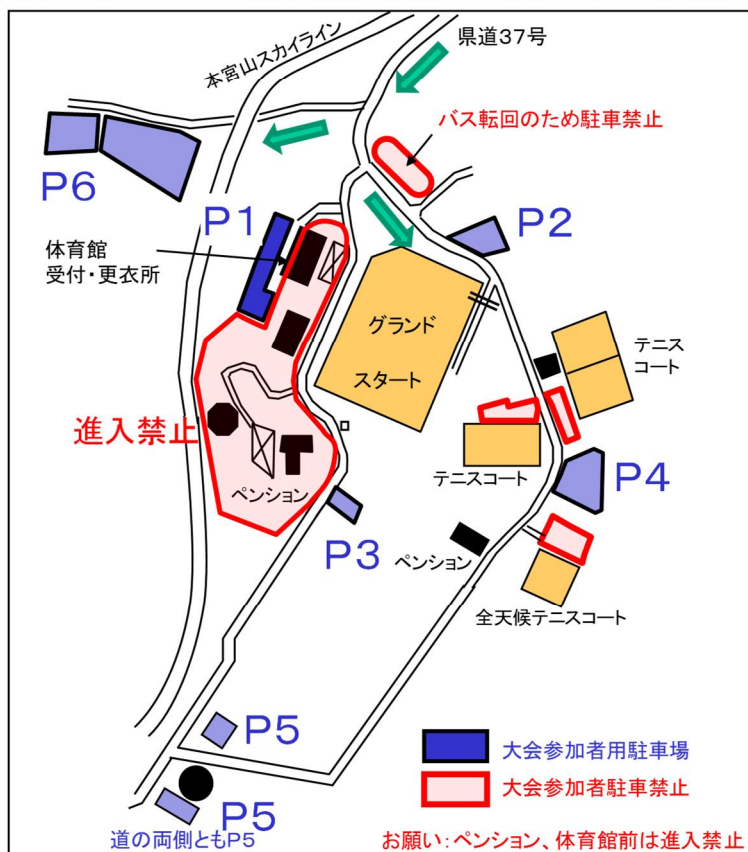 県道37号
本宮山スカイライン
バス転回のため駐車禁止
P6
P1
P2
体育館
受付・更衣所
グランド
スタート
テニス
コート
進入禁止
テニスコート
P4
ペンション
P3
ペンション
全天候テニスコート
P5
大会参加者用駐車場
大会参加者駐車禁止
P5
道の両側ともP5
お願い:ペンション、体育館前は進入禁止